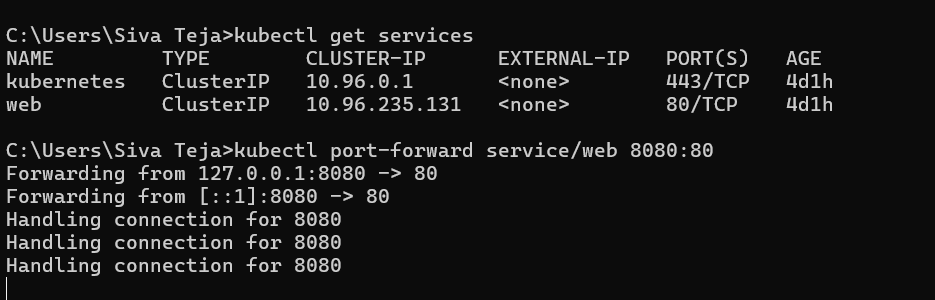 C:\Users\Siva Teja>kubectl get services
NAME         TYPE        CLUSTER-IP      EXTERNAL-IP   PORT(S)   AGE
kubernetes   ClusterIP   10.96.0.1       <none>        443/TCP   4d1h
web          ClusterIP   10.96.235.131   <none>        80/TCP    4d1h
C:\Users\Siva Teja>kubectl port-forward service/web 8080:80
Forwarding from 127.0.0.1:8080 -> 80
Forwarding from [::1]:8080 -> 80
Handling connection for 8080
Handling connection for 8080
Handling connection for 8080